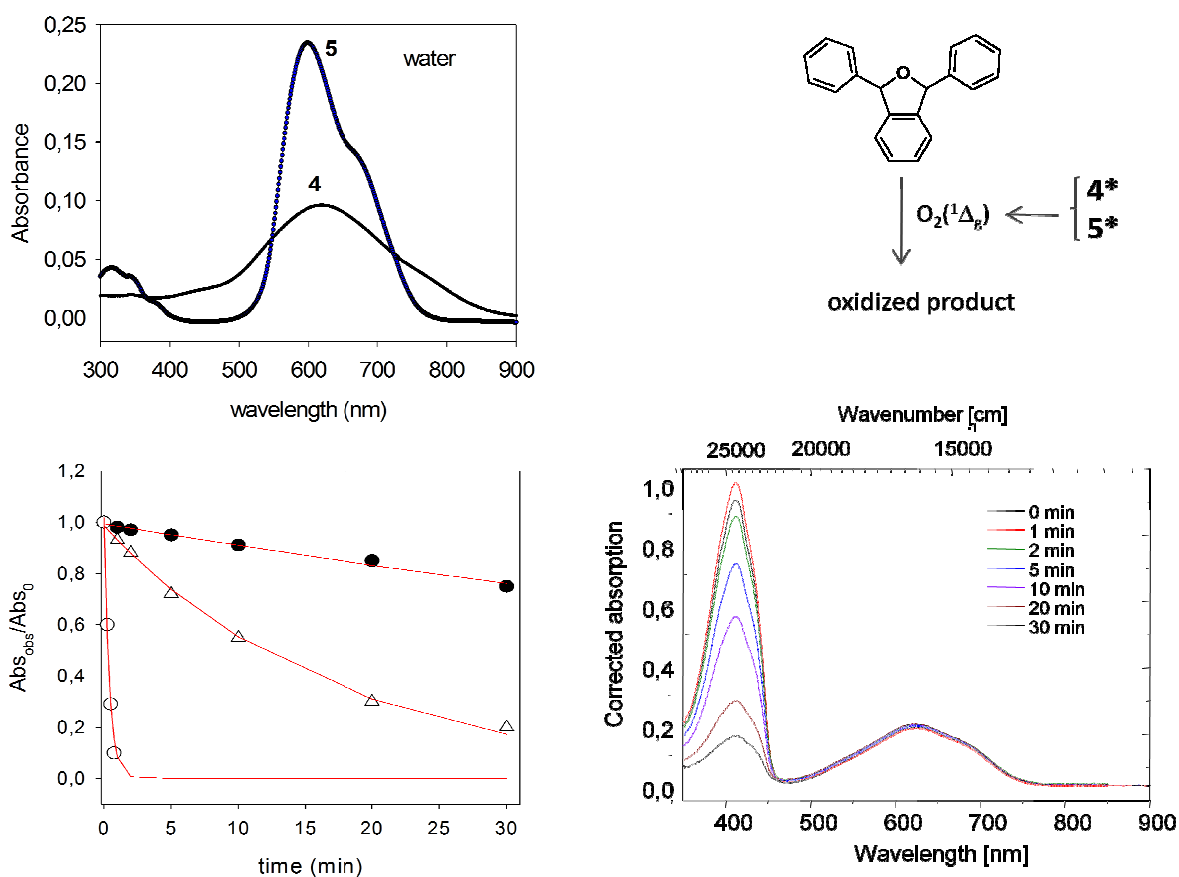 0,25
0,20
0,15
0,10
0,05
0,00
Absorbance
5
4
water
300 400 500 600 700 800 900
wavelength (nm)
O
O₂(¹Δg)
4*
5*
oxidized product
1,2
1,0
0,8
0,6
0,4
0,2
0,0
Absobs/Abs0
0 5 10 15 20 25 30
time (min)
Wavenumber [cm-1]
25000 20000 15000
1,0
0,8
0,6
0,4
0,2
0,0
Corrected absorption
0 min
1 min
2 min
5 min
10 min
20 min
30 min
400 500 600 700 800 900
Wavelength [nm]